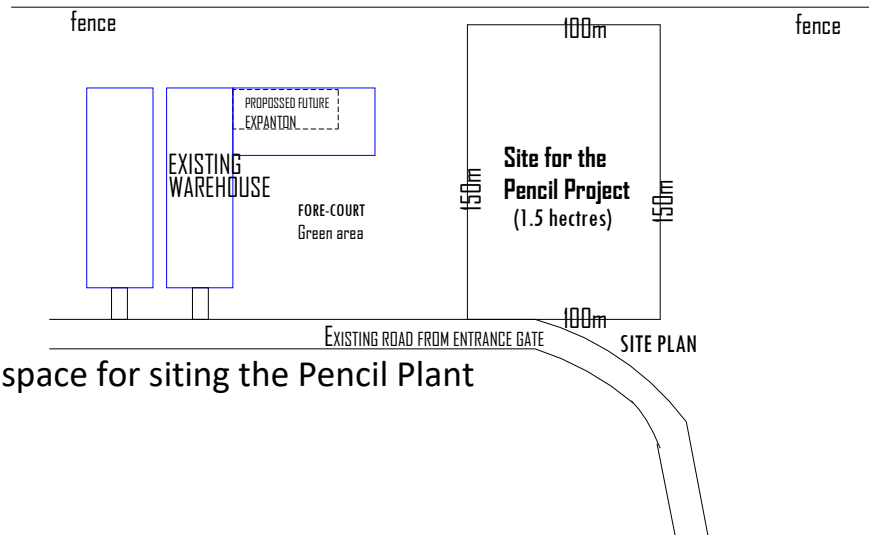 fence
fence
100m
PROPOSSED FUTURE
EXPANTON
EXISTING
WAREHOUSE
FORE-COURT
Green area
150m
Site for the
Pencil Project
(1.5 hectres)
150m
100m
EXISTING ROAD FROM ENTRANCE GATE
SITE PLAN
space for siting the Pencil Plant